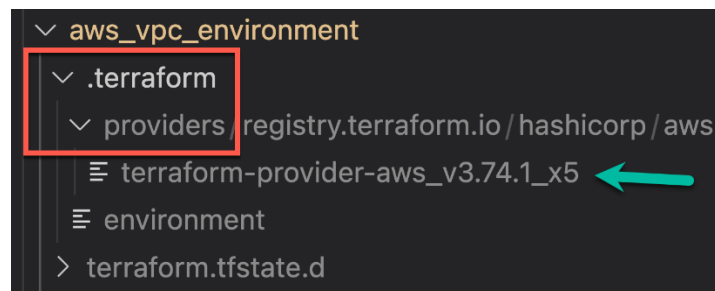 aws_vpc_environment
.terraform
providers/registry.terraform.io/hashicorp/aws
terraform-provider-aws_v3.74.1_x5
environment
terraform.tfstate.d